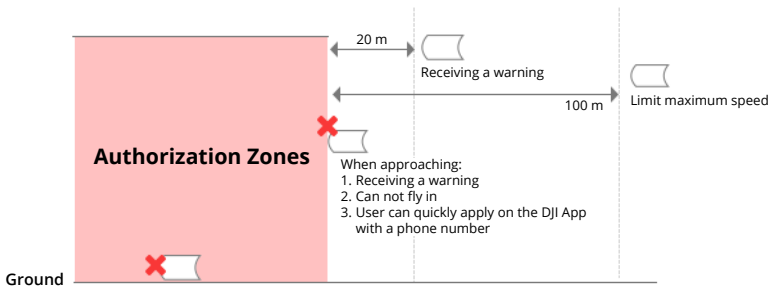 20 m
Receiving a warning
100 m
Limit maximum speed
Authorization Zones
When approaching:
1. Receiving a warning
2. Can not fly in
3. User can quickly apply on the DJI App
with a phone number
Ground